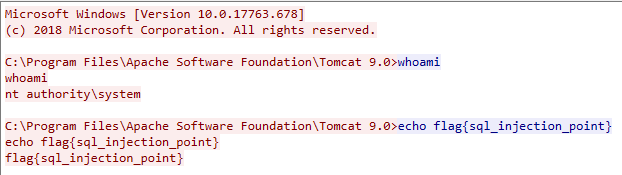 Microsoft Windows [Version 10.0.17763.678]
(c) 2018 Microsoft Corporation. All rights reserved.
C:\Program Files\Apache Software Foundation\Tomcat 9.0>whoami
whoami
nt authority\system
C:\Program Files\Apache Software Foundation\Tomcat 9.0>echo flag{sql_injection_point}
echo flag{sql_injection_point}
flag{sql_injection_point}